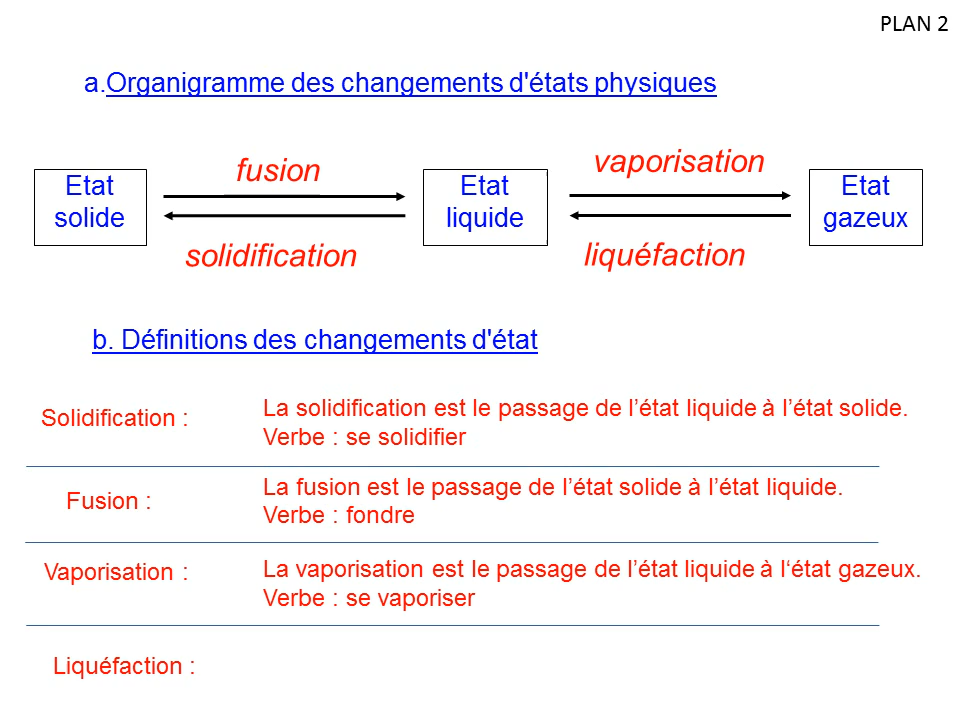 PLAN 2
a.Organigramme des changements d'états physiques
fusion
vaporisation
Etat
solide
Etat
liquide
Etat
gazeux
solidification
liquéfaction
b. Définitions des changements d'état
Solidification :
La solidification est le passage de l’état liquide à l’état solide.
Verbe : se solidifier
Fusion :
La fusion est le passage de l’état solide à l’état liquide.
Verbe : fondre
Vaporisation :
La vaporisation est le passage de l’état liquide à l‘état gazeux.
Verbe : se vaporiser
Liquéfaction :